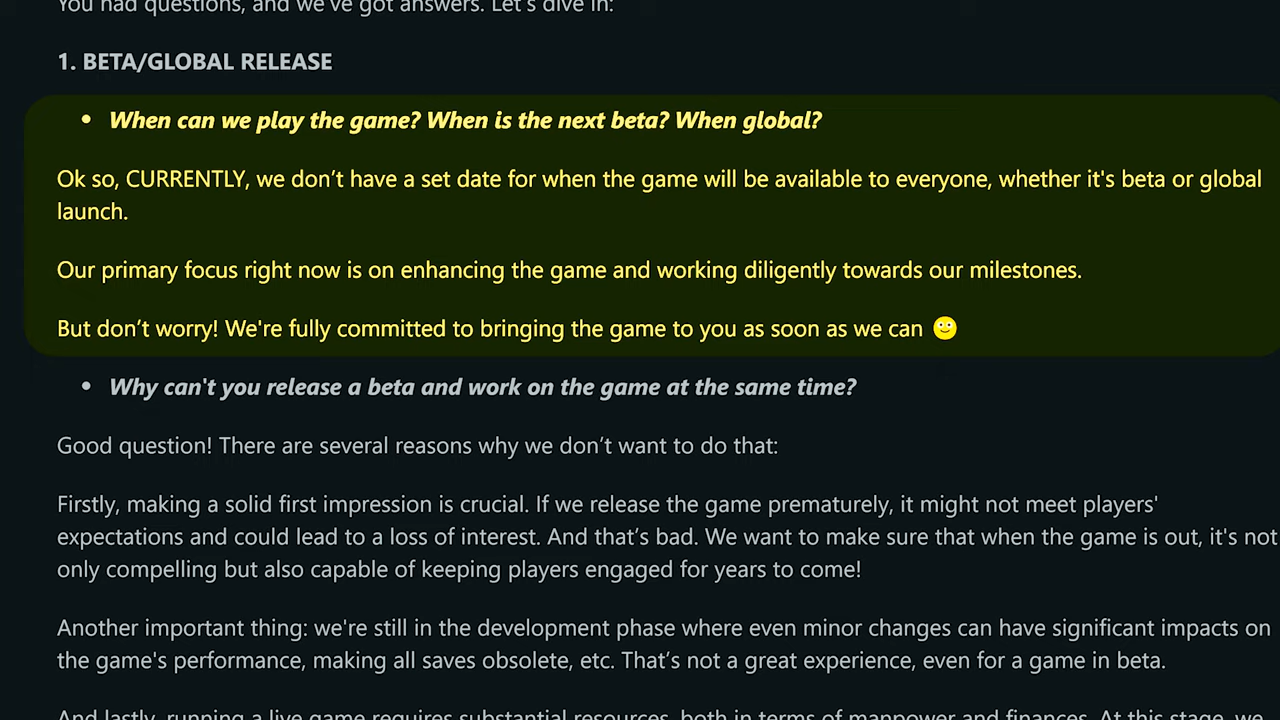 You had questions, and we've got answers. Let's dive in:
1. BETA/GLOBAL RELEASE
• When can we play the game? When is the next beta? When global?
Ok so, CURRENTLY, we don’t have a set date for when the game will be available to everyone, whether it's beta or global
launch.
Our primary focus right now is on enhancing the game and working diligently towards our milestones.
But don’t worry! We're fully committed to bringing the game to you as soon as we can 🙂
• Why can't you release a beta and work on the game at the same time?
Good question! There are several reasons why we don’t want to do that:
Firstly, making a solid first impression is crucial. If we release the game prematurely, it might not meet players'
expectations and could lead to a loss of interest. And that’s bad. We want to make sure that when the game is out, it's not
only compelling but also capable of keeping players engaged for years to come!
Another important thing: we're still in the development phase where even minor changes can have significant impacts on
the game's performance, making all saves obsolete, etc. That’s not a great experience, even for a game in beta.
And lastly, running a live game requires substantial resources, both in terms of manpower and finances. At this stage, we